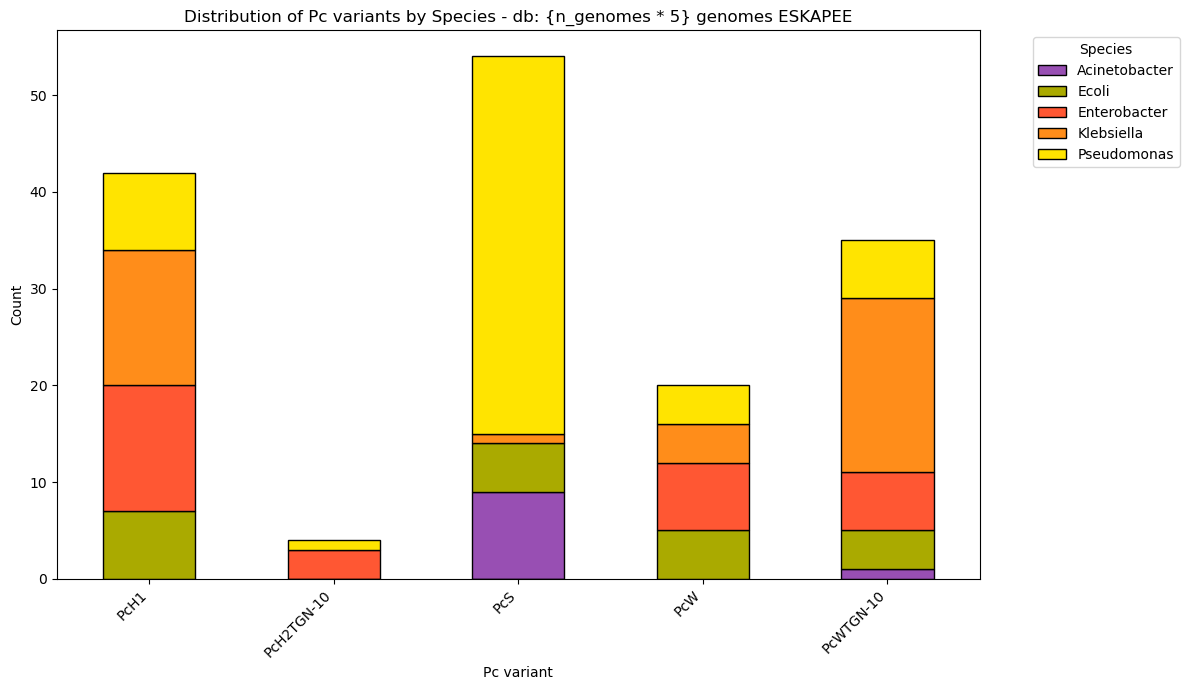 Distribution of Pc variants by Species - db: {n_genomes * 5} genomes ESKAPEE
Species
Acinetobacter
Ecoli
Enterobacter
Klebsiella
Pseudomonas
Count
50
40
30
20
10
0
PcH1
PcH2TGN-10
PcS
PcW
PcWTGN-10
Pc variant